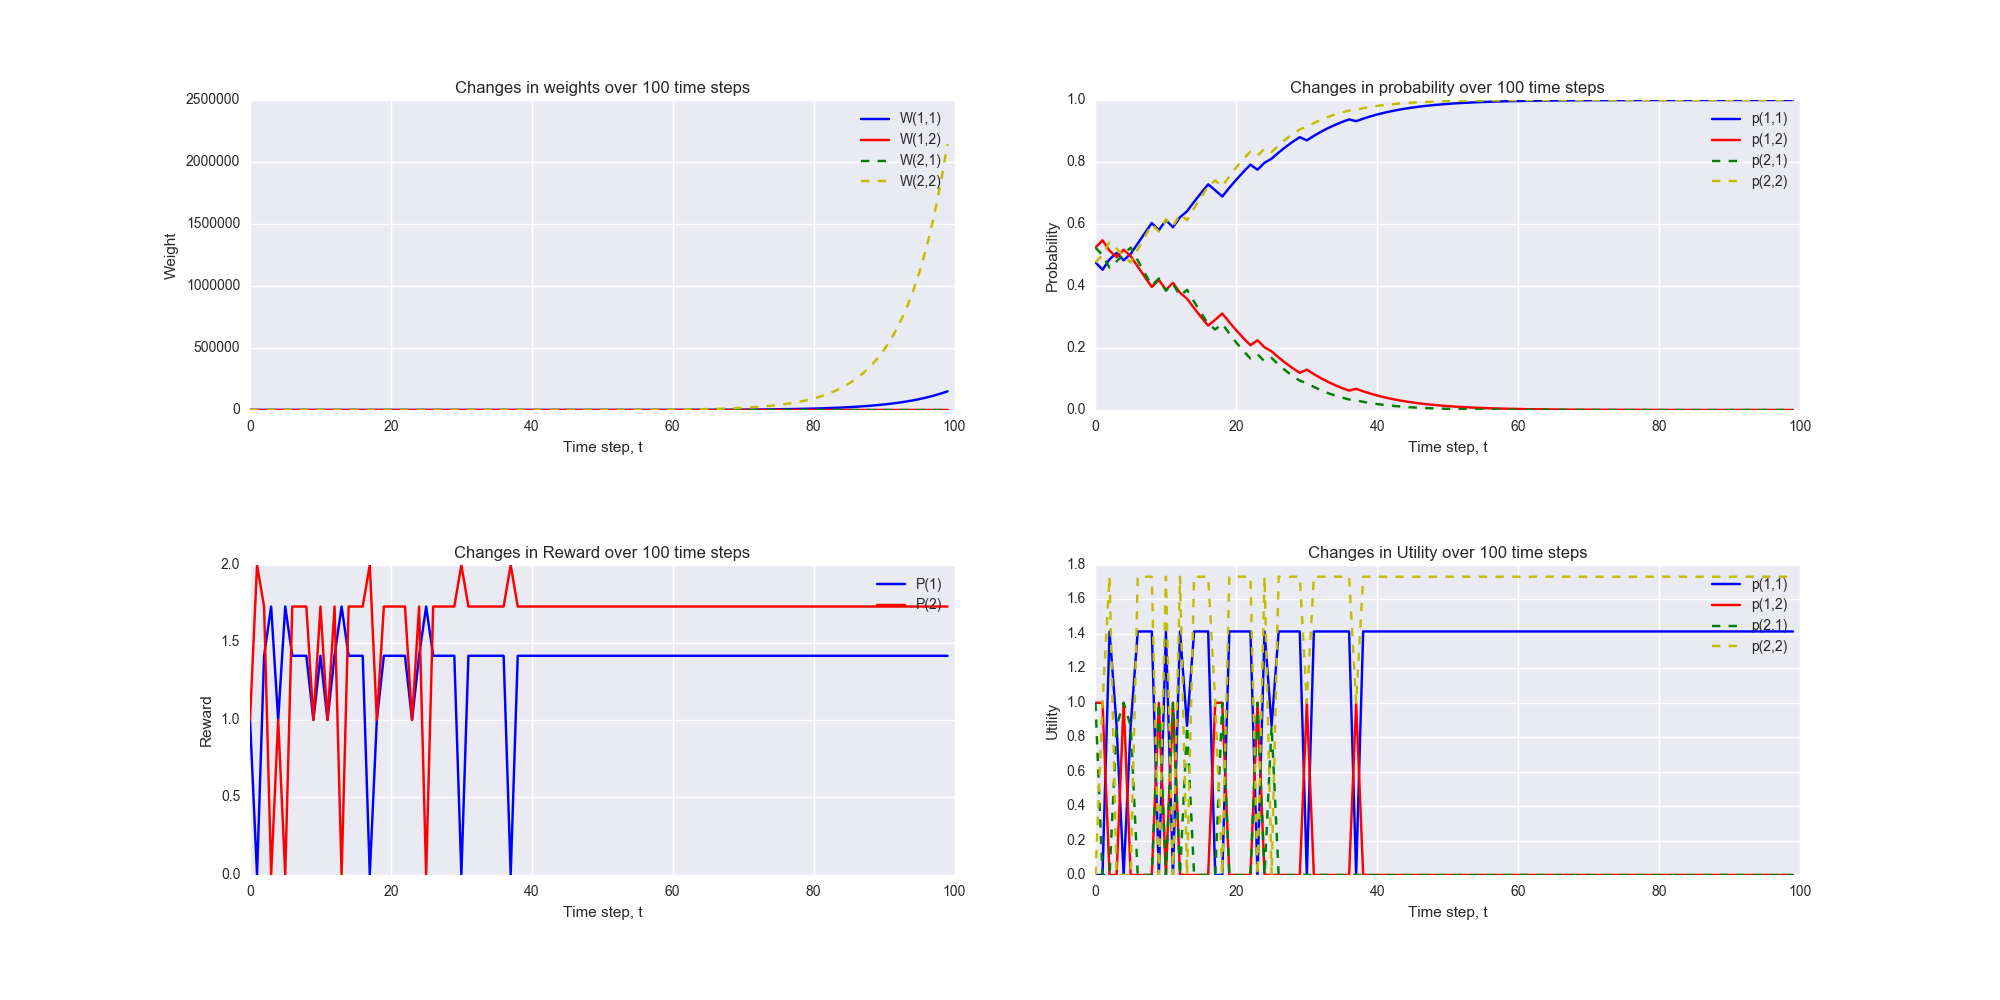 Changes in weights over 100 time steps
2500000
2000000
1500000
1000000
500000
0
Weight
W(1,1)
W(1,2)
W(2,1)
W(2,2)
0 20 40 60 80 100
Time step, t
Changes in probability over 100 time steps
1.0
0.8
0.6
0.4
0.2
0.0
Probability
p(1,1)
p(1,2)
p(2,1)
p(2,2)
0 20 40 60 80 100
Time step, t
Changes in Reward over 100 time steps
2.0
1.5
1.0
0.5
0.0
Reward
P(1)
P(2)
0 20 40 60 80 100
Time step, t
Changes in Utility over 100 time steps
1.8
1.6
1.4
1.2
1.0
0.8
0.6
0.4
0.2
0.0
Utility
p(1,1)
p(1,2)
p(2,1)
p(2,2)
0 20 40 60 80 100
Time step, t